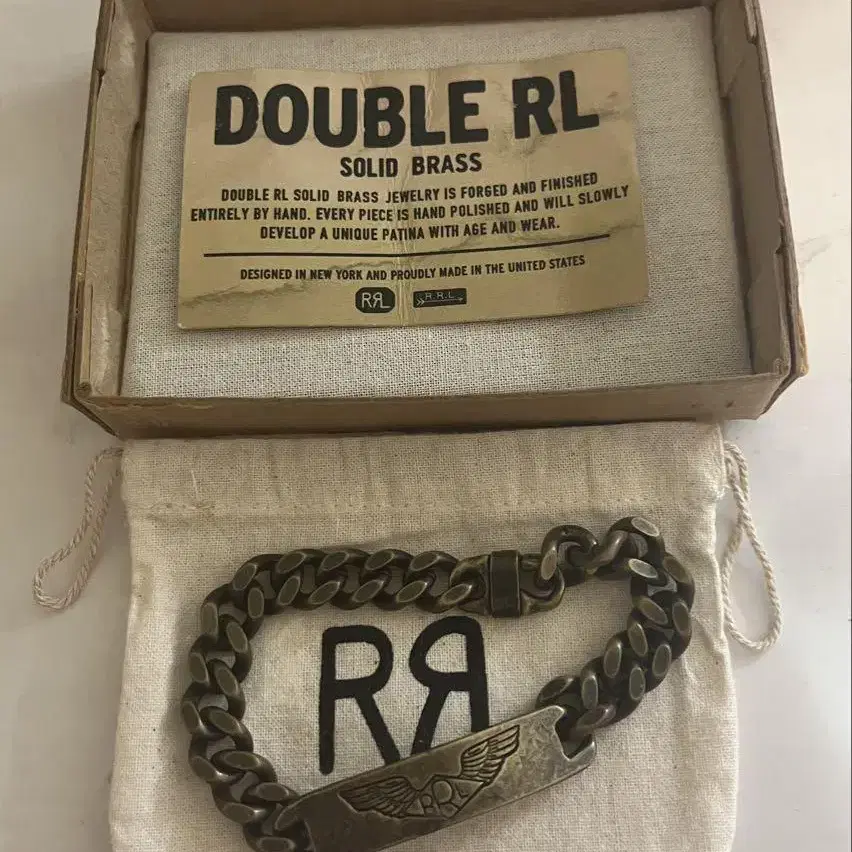 DOUBLE RL
SOLID BRASS
DOUBLE RL SOLID BRASS JEWELRY IS FORGED AND FINISHED
ENTIRELY BY HAND. EVERY PIECE IS HAND POLISHED AND WILL SLOWLY
DEVELOP A UNIQUE PATINA WITH AGE AND WEAR.
DESIGNED IN NEW YORK AND PROUDLY MADE IN THE UNITED STATES
RRL
R.R.L.
RR
RRL